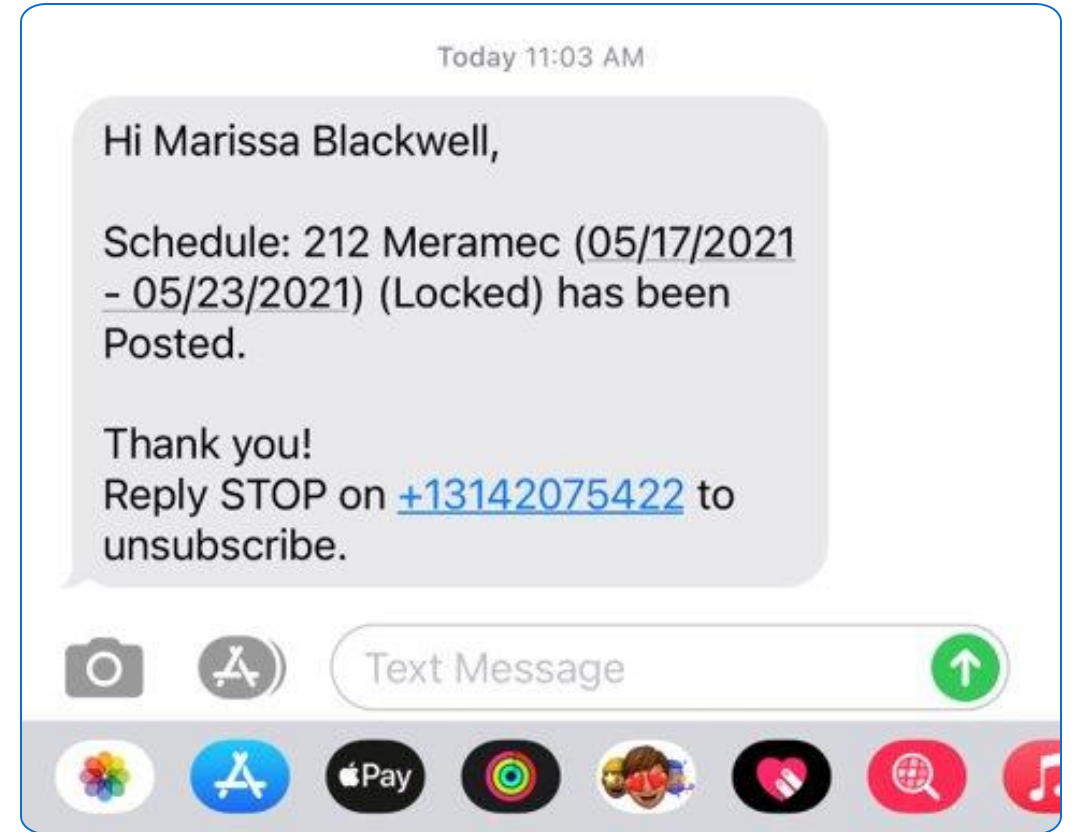 Today 11:03 AM
Hi Marissa Blackwell,
Schedule: 212 Meramec (05/17/2021
- 05/23/2021) (Locked) has been
Posted.
Thank you!
Reply STOP on +13142075422 to
unsubscribe.
Text Message
Pay